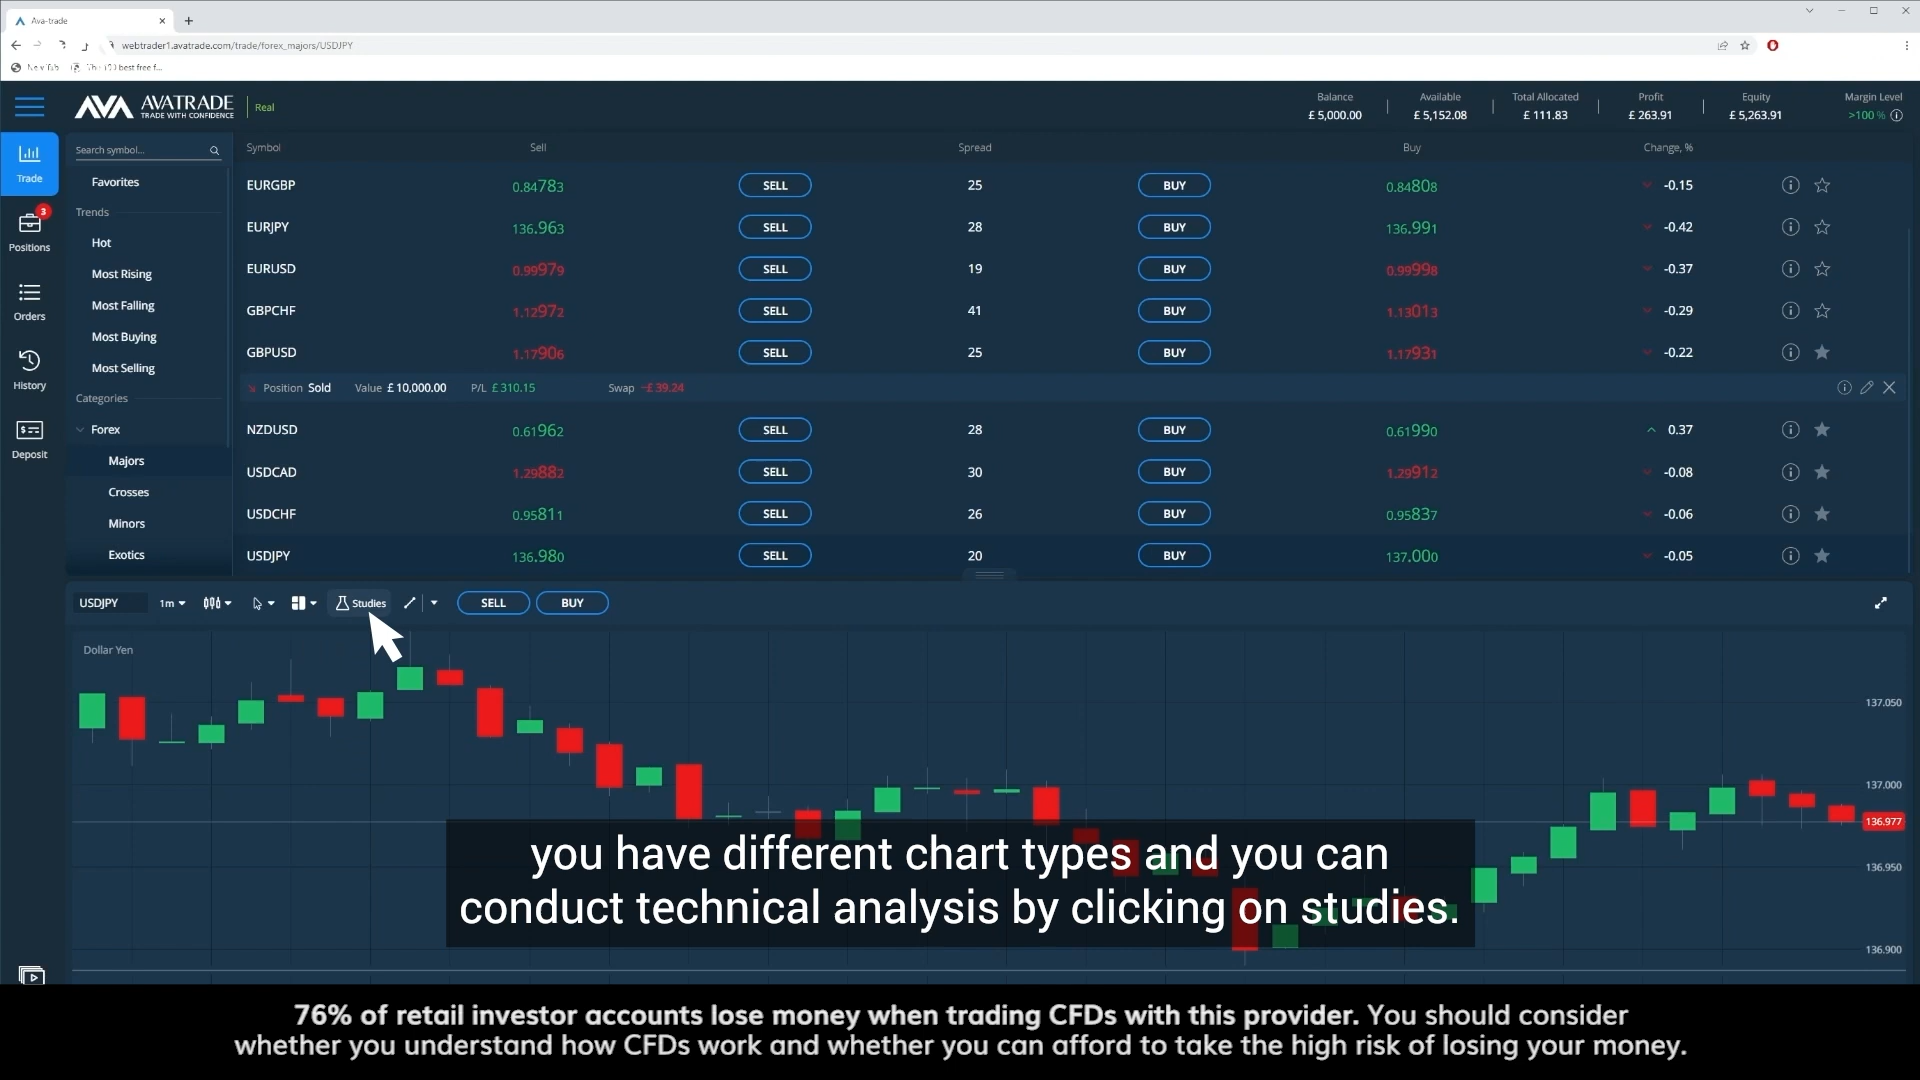 Ava-trade
webtrader1.avatrade.com/trade/forex_majors/USDJPY
best free f...
AVA AVATRADE
TRADE WITH CONFIDENCE
Real
Balance Available Total Allocated Profit Equity Margin Level
£ 5,000.00 £ 5,152.08 £ 111.83 £ 263.91 £ 5,263.91 >100 %
Trade
3
Positions
Orders
History
Deposit
Search symbol...
Favorites
Trends
Hot
Most Rising
Most Falling
Most Buying
Most Selling
Categories
Forex
Majors
Crosses
Minors
Exotics
Symbol Sell Spread Buy Change, %
EURGBP 0.84783 SELL 25 BUY 0.84808 -0.15
EURJPY 136.963 SELL 28 BUY 136.991 -0.42
EURUSD 0.99979 SELL 19 BUY 0.99998 -0.37
GBPCHF 1.12972 SELL 41 BUY 1.13013 -0.29
GBPUSD 1.17906 SELL 25 BUY 1.17931 -0.22
Position Sold Value £ 10,000.00 P/L £ 310.15 Swap -£ 39.24
NZDUSD 0.61962 SELL 28 BUY 0.61990 0.37
USDCAD 1.29882 SELL 30 BUY 1.29912 -0.08
USDCHF 0.95811 SELL 26 BUY 0.95837 -0.06
USDJPY 136.980 SELL 20 BUY 137.000 -0.05
USDJPY 1m Studies SELL BUY
Dollar Yen
137.050
137.000
136.977
136.950
136.900
you have different chart types and you can
conduct technical analysis by clicking on studies.
76% of retail investor accounts lose money when trading CFDs with this provider. You should consider
whether you understand how CFDs work and whether you can afford to take the high risk of losing your money.